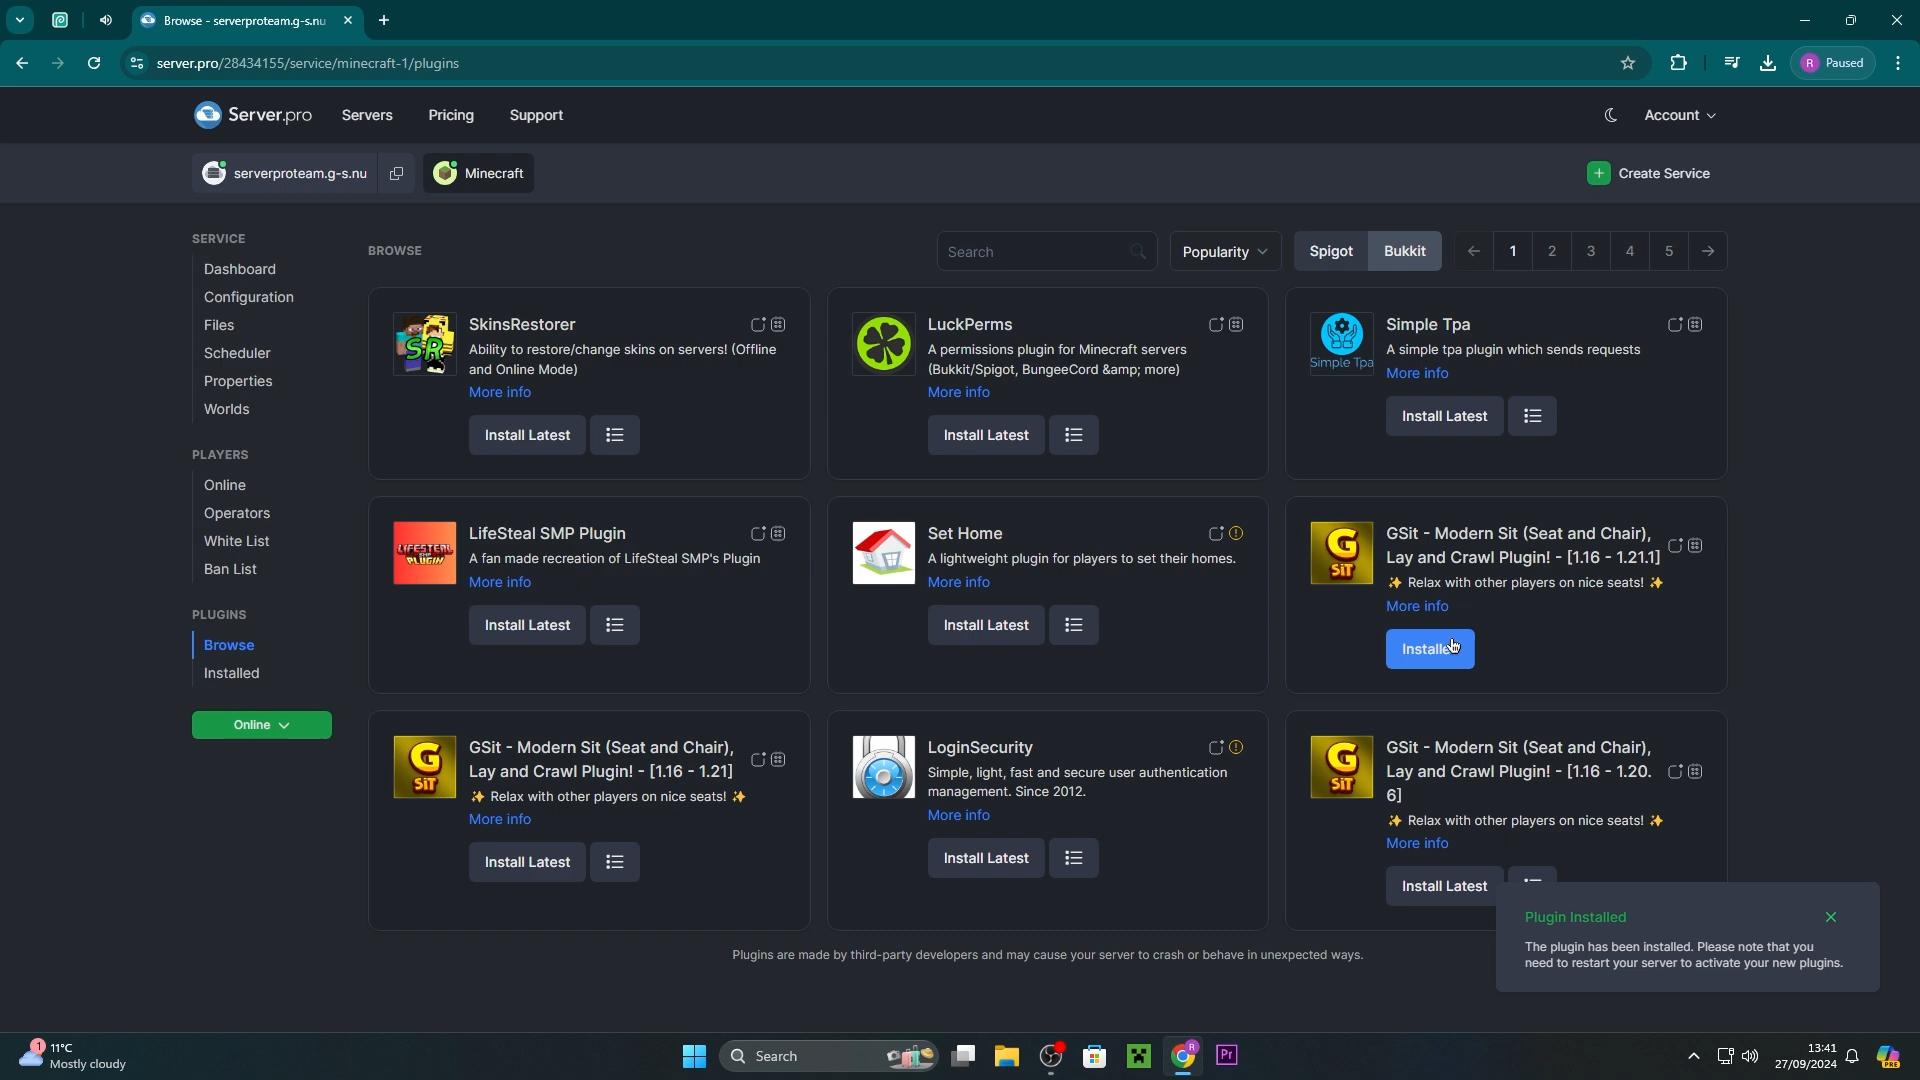 Browse - serverproteam.g-s.nu
server.pro/28434155/service/minecraft-1/plugins
R Paused
Server.pro
Servers
Pricing
Support
Account
serverproteam.g-s.nu
Minecraft
Create Service
SERVICE
Dashboard
Configuration
Files
Scheduler
Properties
Worlds
PLAYERS
Online
Operators
White List
Ban List
PLUGINS
Browse
Installed
Online
BROWSE
Search
Popularity
Spigot
Bukkit
1
2
3
4
5
SkinsRestorer
Ability to restore/change skins on servers! (Offline
and Online Mode)
More info
Install Latest
LuckPerms
A permissions plugin for Minecraft servers
(Bukkit/Spigot, BungeeCord &amp; more)
More info
Install Latest
Simple Tpa
Simple Tpa
A simple tpa plugin which sends requests
More info
Install Latest
LIFESTEAL
SMP
PLUGIN
LifeSteal SMP Plugin
A fan made recreation of LifeSteal SMP's Plugin
More info
Install Latest
Set Home
A lightweight plugin for players to set their homes.
More info
Install Latest
G
SIT
GSit - Modern Sit (Seat and Chair),
Lay and Crawl Plugin! - [1.16 - 1.21.1]
✨ Relax with other players on nice seats! ✨
More info
G
SIT
GSit - Modern Sit (Seat and Chair),
Lay and Crawl Plugin! - [1.16 - 1.21]
✨ Relax with other players on nice seats! ✨
More info
Install Latest
LoginSecurity
Simple, light, fast and secure user authentication
management. Since 2012.
More info
Install Latest
G
SIT
GSit - Modern Sit (Seat and Chair),
Lay and Crawl Plugin! - [1.16 - 1.20.
6]
✨ Relax with other players on nice seats! ✨
More info
Install Latest
Plugins are made by third-party developers and may cause your server to crash or behave in unexpected ways.
Plugin Installed
The plugin has been installed. Please note that you
need to restart your server to activate your new plugins.
1
11°C
Mostly cloudy
Search
R
Pr
13:41
27/09/2024
PRE